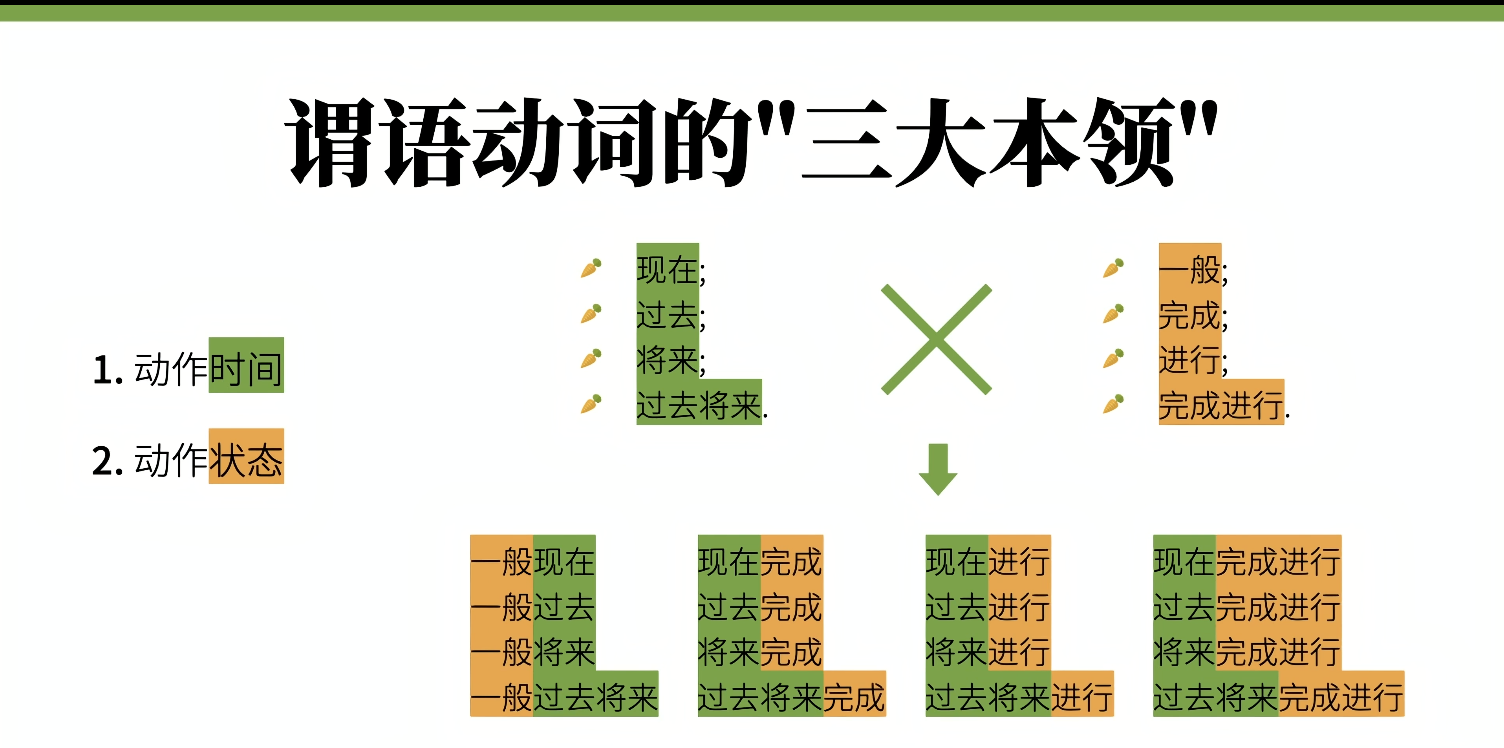 谓语动词的"三大本领"
1. 动作时间
2. 动作状态
现在;
过去;
将来;
过去将来.
一般;
完成;
进行;
完成进行.
一般现在
一般过去
一般将来
一般过去将来
现在完成
过去完成
将来完成
过去将来完成
现在进行
过去进行
将来进行
过去将来进行
现在完成进行
过去完成进行
将来完成进行
过去将来完成进行